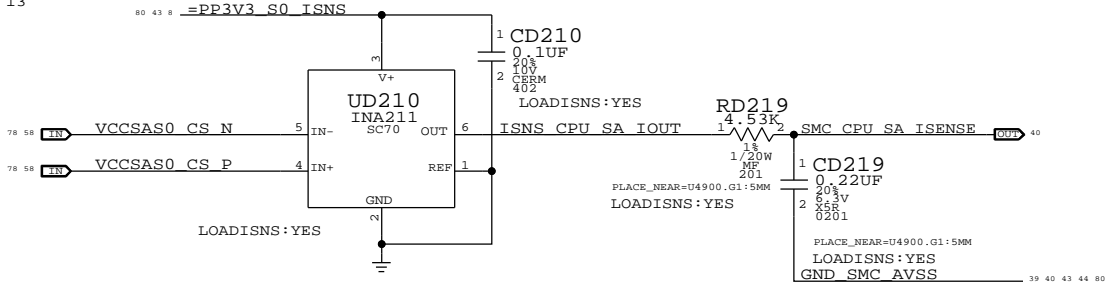 13
80 43 8 =PP3V3_S0_ISNS
1 CD210
0.1UF
20%
10V
2 CERM
402
LOADISNS:YES
3
V+
UD210
INA211
SC70
78 58 IN VCCSAS0_CS_N 5 IN- OUT 6 ISNS_CPU_SA_IOUT
78 58 IN VCCSAS0_CS_P 4 IN+ REF 1
GND
2
LOADISNS:YES
RD219
1 4.53K 2 SMC_CPU_SA_ISENSE OUT 40
1%
1/20W
MF
201
PLACE_NEAR=U4900.G1:5MM
LOADISNS:YES
1 CD219
0.22UF
20%
6.3V
2 X5R
0201
PLACE_NEAR=U4900.G1:5MM
LOADISNS:YES
GND_SMC_AVSS 39 40 43 44 80